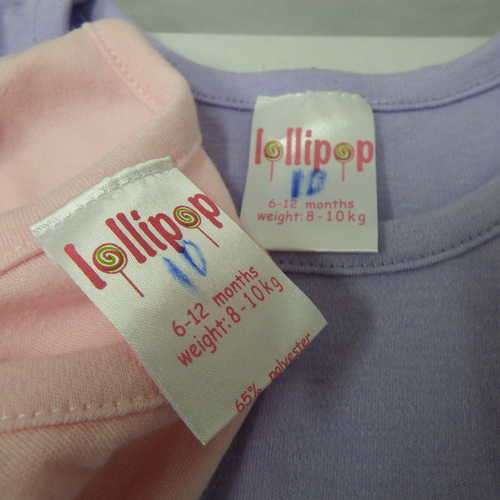 lollipop
10
6-12 months
weight: 8-10kg
65% polyester
lollipop
10
6-12 months
weight: 8-10kg